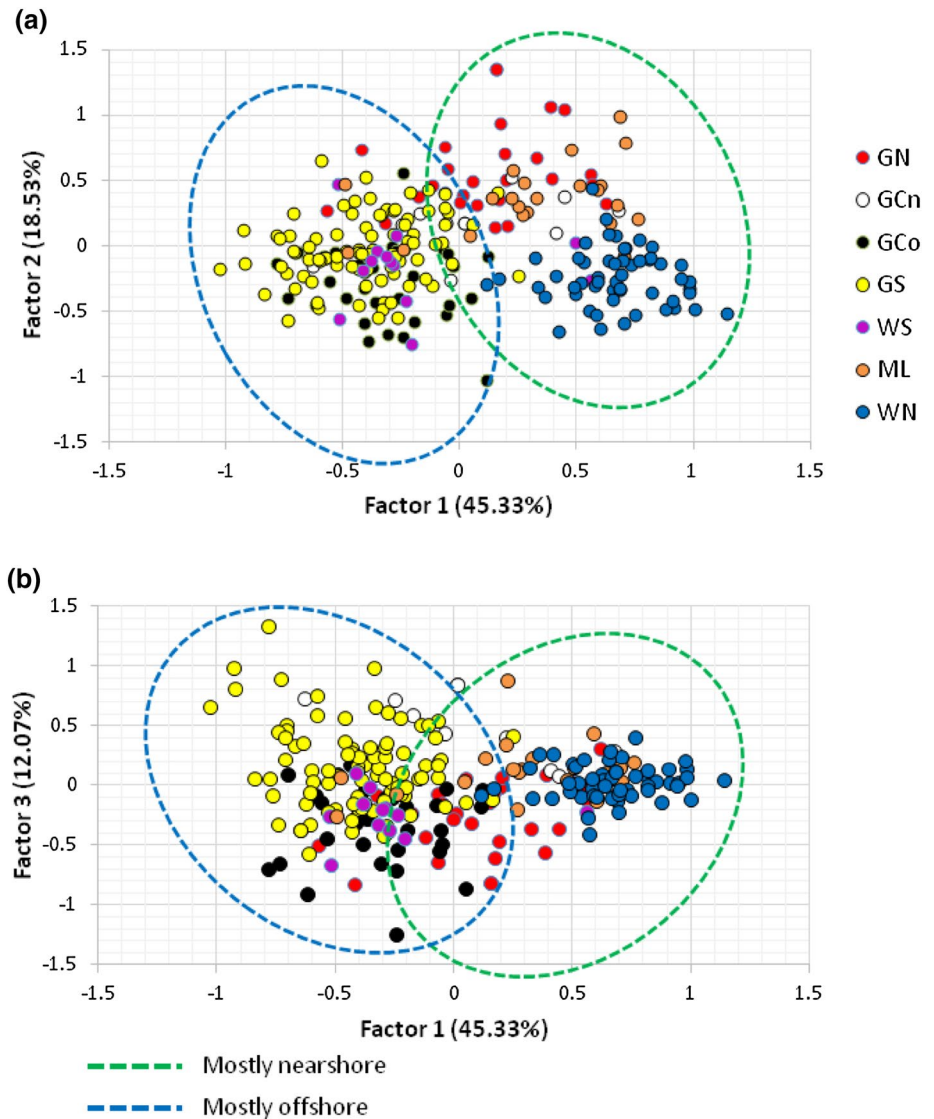 (a)
1.5
1
0.5
0
-0.5
-1
-1.5
Factor 2 (18.53%)
-1.5 -1 -0.5 0 0.5 1 1.5
Factor 1 (45.33%)
GN
GCn
GCo
GS
WS
ML
WN
(b)
1.5
1
0.5
0
-0.5
-1
-1.5
Factor 3 (12.07%)
-1.5 -1 -0.5 0 0.5 1 1.5
Factor 1 (45.33%)
Mostly nearshore
Mostly offshore